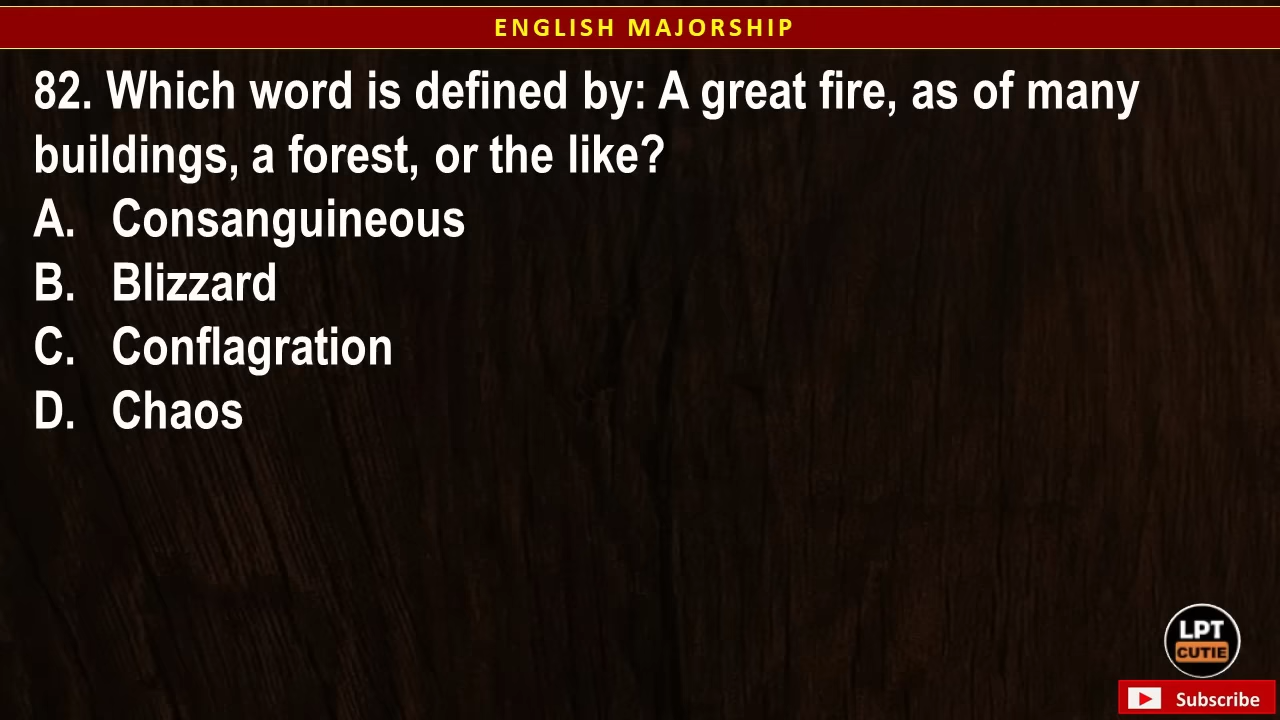 ENGLISH MAJORSHIP
82. Which word is defined by: A great fire, as of many
buildings, a forest, or the like?
A. Consanguineous
B. Blizzard
C. Conflagration
D. Chaos
LPT
CUTIE
Subscribe